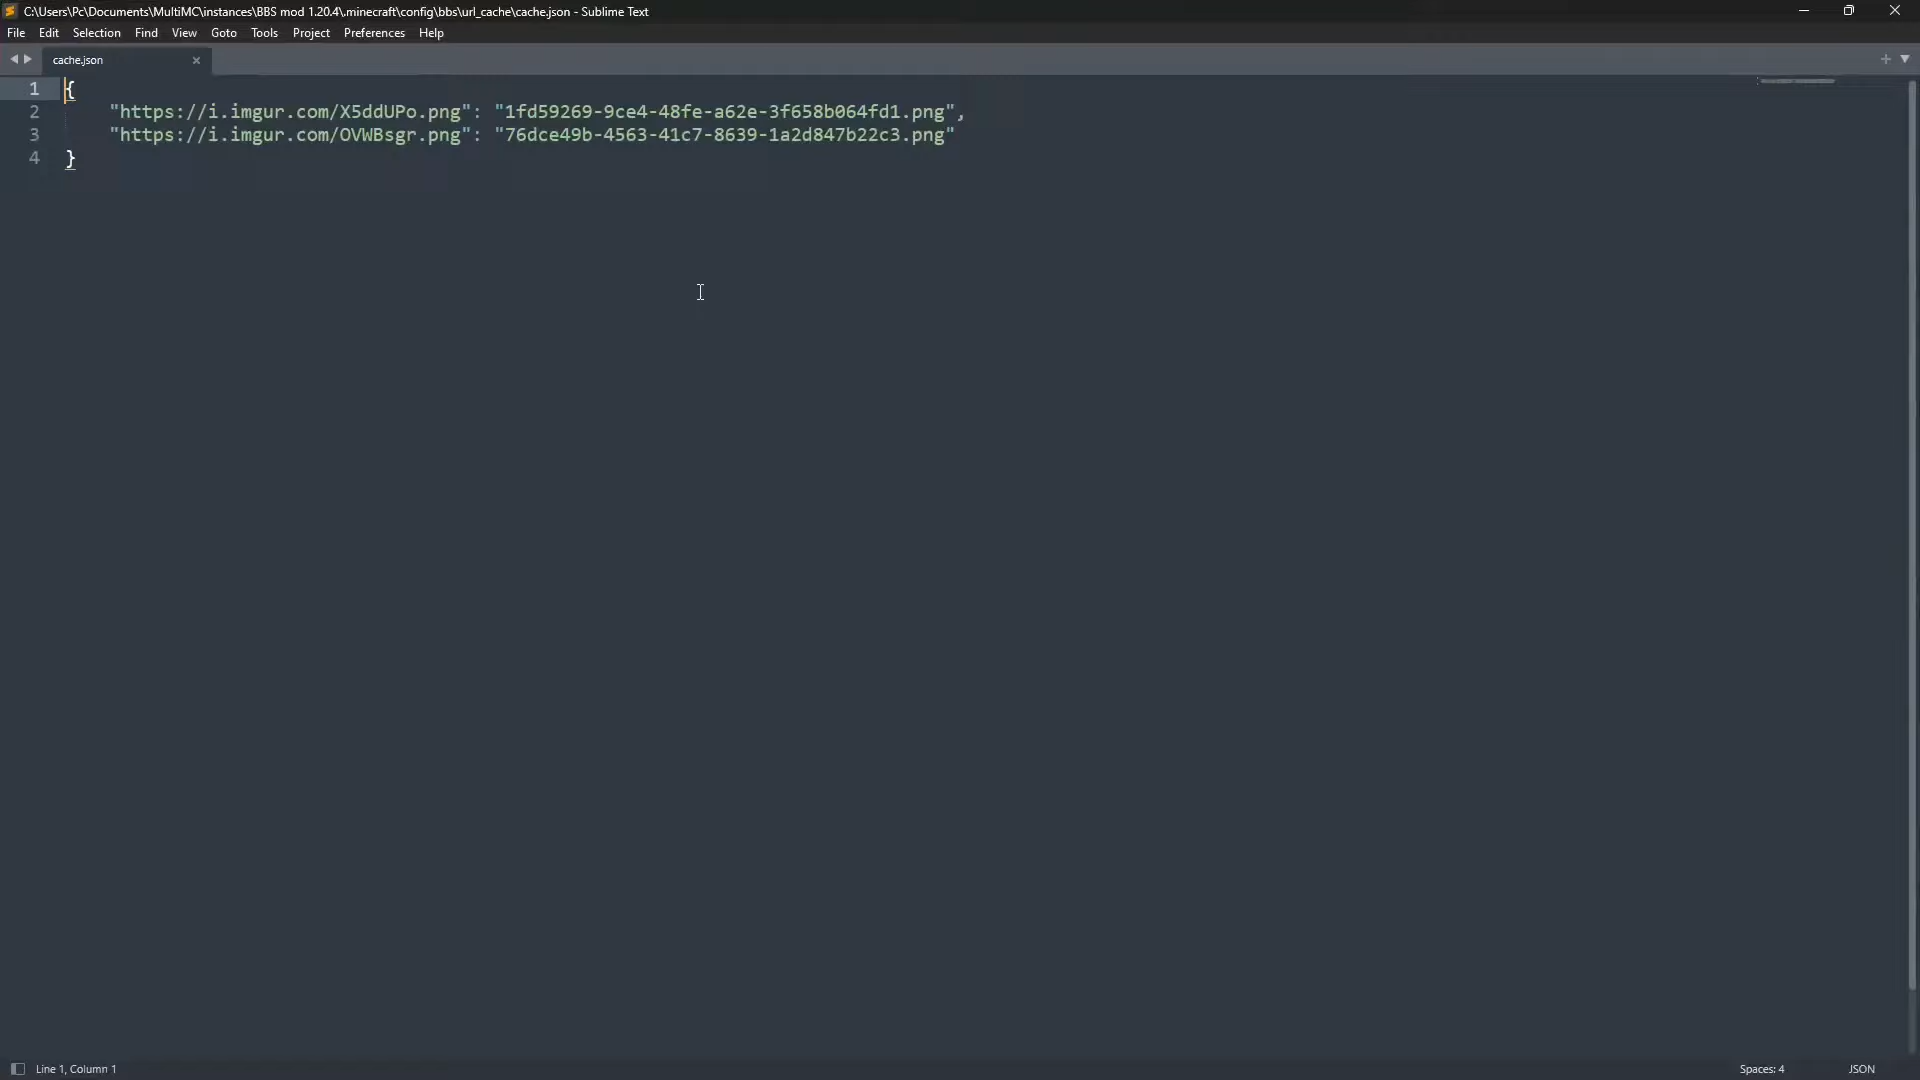 C:\Users\Pc\Documents\MultiMC\instances\BBS mod 1.20.4\.minecraft\config\bbs\url_cache\cache.json - Sublime Text
File Edit Selection Find View Goto Tools Project Preferences Help
cache.json
1 {
2 "https://i.imgur.com/X5ddUPo.png": "1fd59269-9ce4-48fe-a62e-3f658b064fd1.png",
3 "https://i.imgur.com/OVWBsgr.png": "76dce49b-4563-41c7-8639-1a2d847b22c3.png"
4 }
Line 1, Column 1 Spaces: 4 JSON